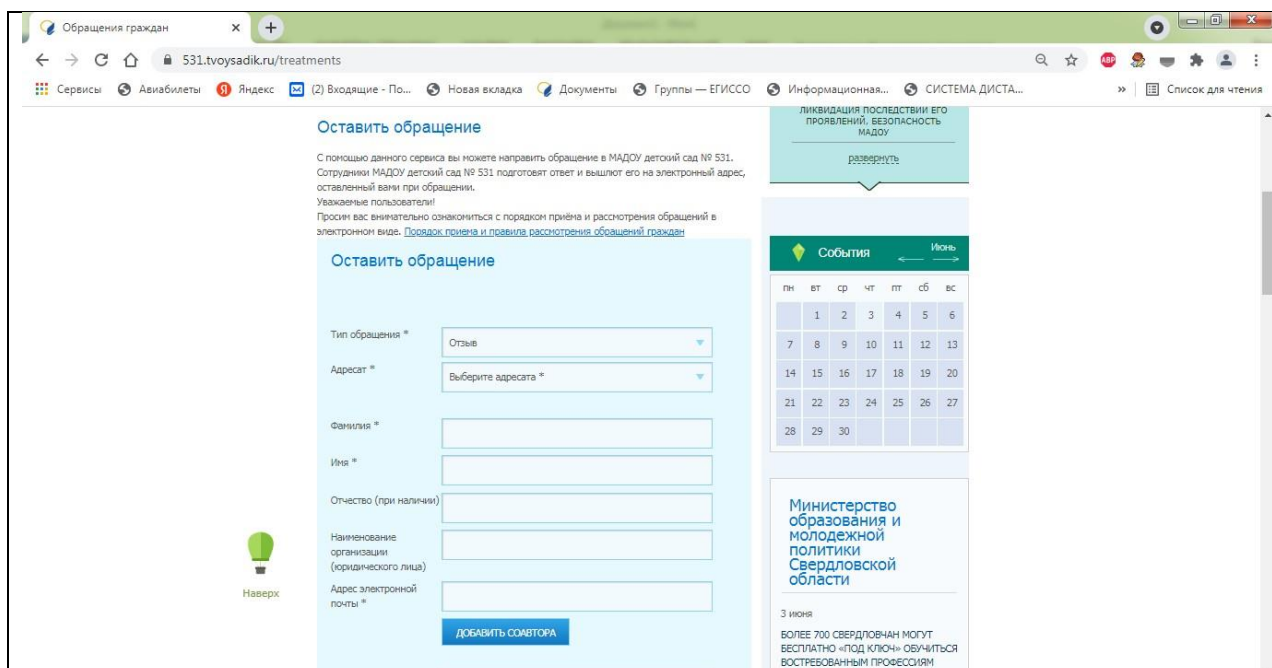 Обращения граждан
531.tvoysadik.ru/treatments
ABP
Сервисы Авиабилеты Яндекс (2) Входящие - По... Новая вкладка Документы Группы — ЕГИССО Информационная... СИСТЕМА ДИСТА... » Список для чтения
Оставить обращение
С помощью данного сервиса вы можете направить обращение в МАДОУ детский сад № 531.
Сотрудники МАДОУ детский сад № 531 подготовят ответ и вышлют его на электронный адрес,
оставленный вами при обращении.
Уважаемые пользователи!
Просим вас внимательно ознакомиться с порядком приёма и рассмотрения обращений в
электронном виде. Порядок приема и правила рассмотрения обращений граждан
Оставить обращение
Тип обращения *
Отзыв
Адресат *
Выберите адресата *
Фамилия *
Имя *
Отчество (при наличии)
Наименование
организации
(юридического лица)
Адрес электронной
почты *
ДОБАВИТЬ СОАВТОРА
Наверх
ЛИКВИДАЦИЯ ПОСЛЕДСТВИЙ ЕГО
ПРОЯВЛЕНИЙ, БЕЗОПАСНОСТЬ
МАДОУ
развернуть
События
Июнь
пн вт ср чт пт сб вс
1 2 3 4 5 6
7 8 9 10 11 12 13
14 15 16 17 18 19 20
21 22 23 24 25 26 27
28 29 30
Министерство
образования и
молодежной
политики
Свердловской
области
3 июня
БОЛЕЕ 700 СВЕРДЛОВЧАН МОГУТ
БЕСПЛАТНО «ПОД КЛЮЧ» ОБУЧИТЬСЯ
ВОСТРЕБОВАННЫМ ПРОФЕССИЯМ